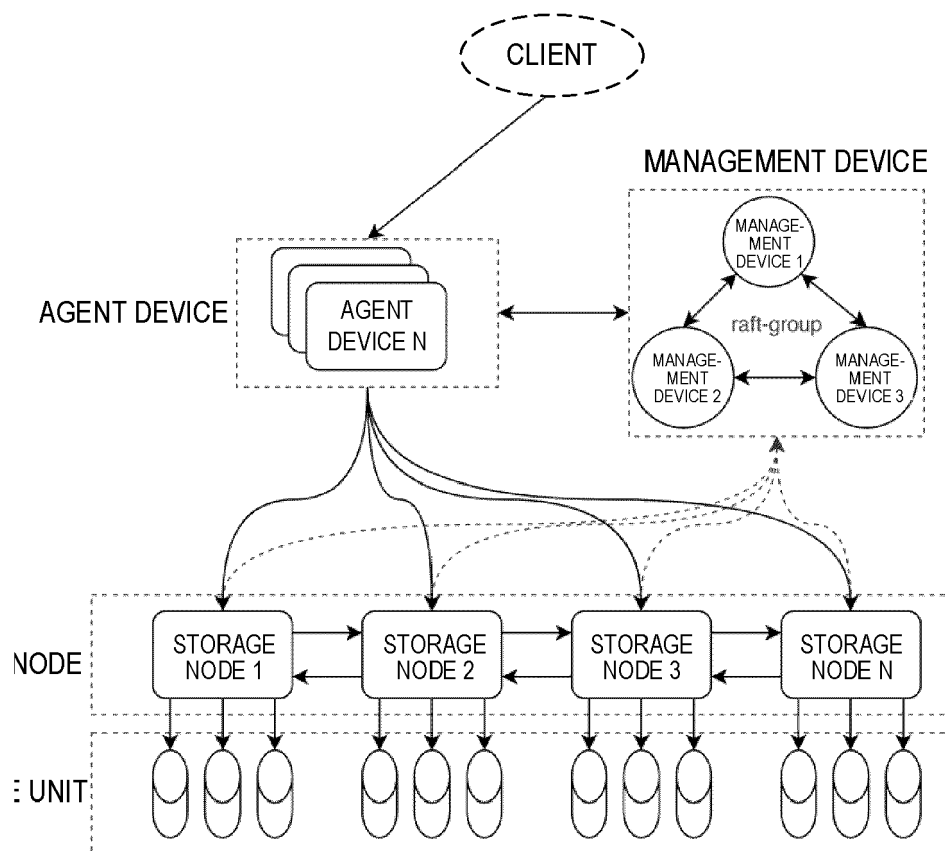 CLIENT
MANAGEMENT DEVICE
MANAGE-
MENT
DEVICE 1
AGENT DEVICE
AGENT
DEVICE N
raft-group
MANAGE-
MENT
DEVICE 2
MANAGE-
MENT
DEVICE 3
NODE
STORAGE
NODE 1
STORAGE
NODE 2
STORAGE
NODE 3
STORAGE
NODE N
E UNIT